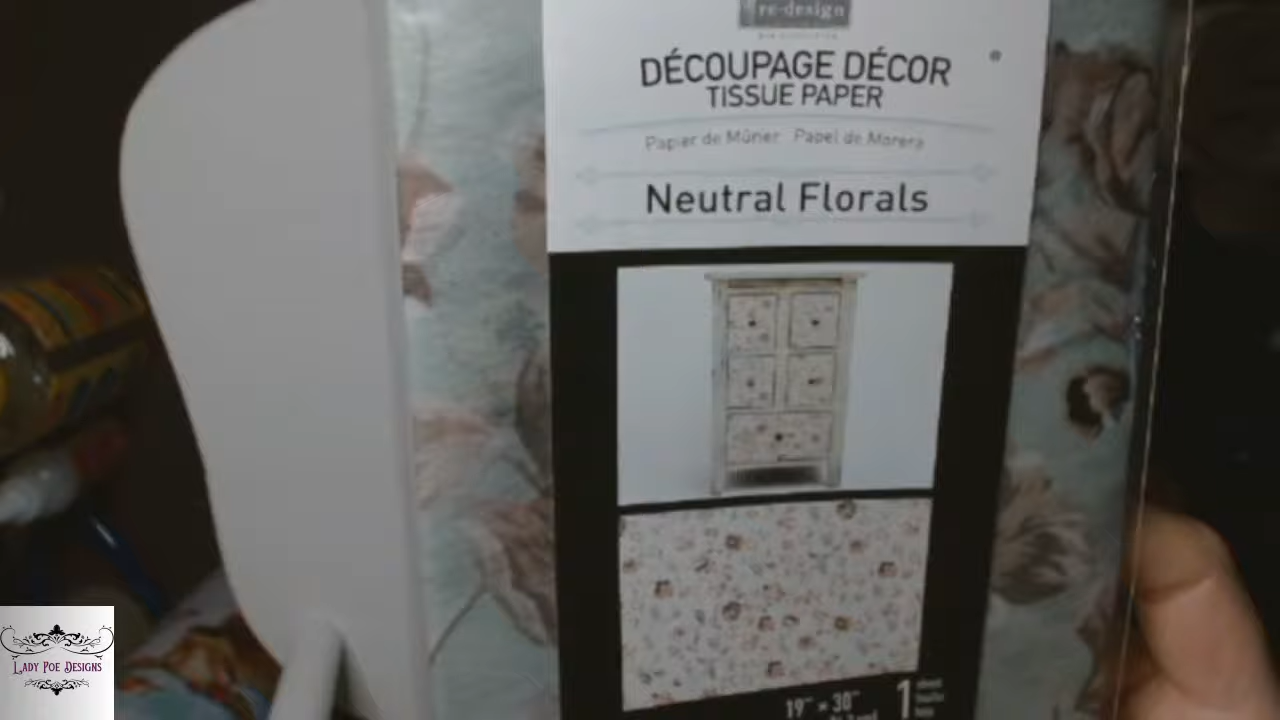 re-design
DÉCOUPAGE DÉCOR
TISSUE PAPER
Papier de Mûrier Papel de Morera
Neutral Florals
19" × 30"
1
LADY POE DESIGNS